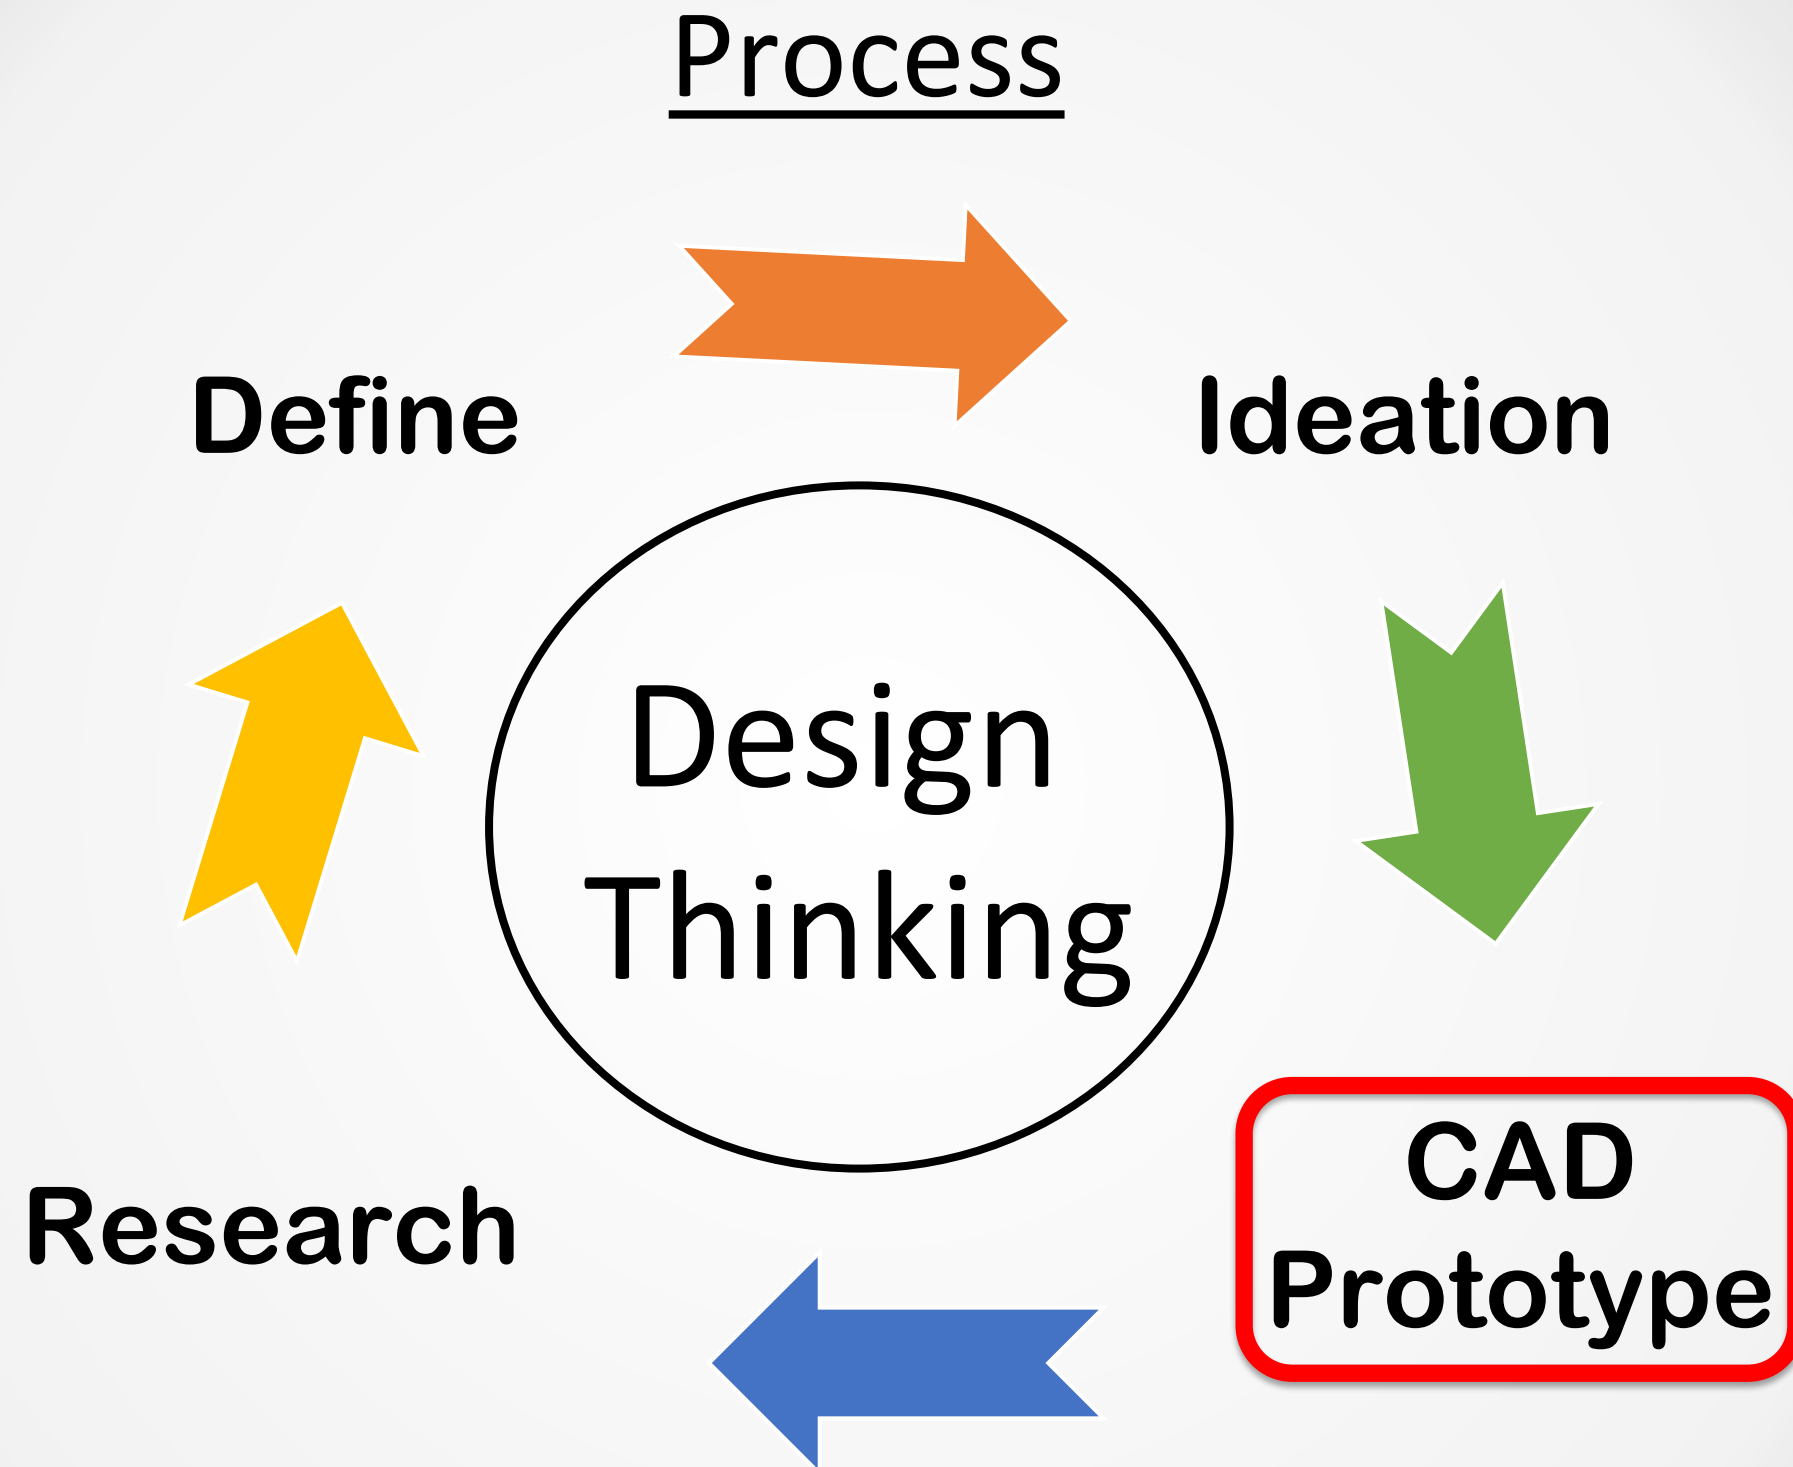 Process
Define
Ideation
Design
Thinking
Research
CAD
Prototype